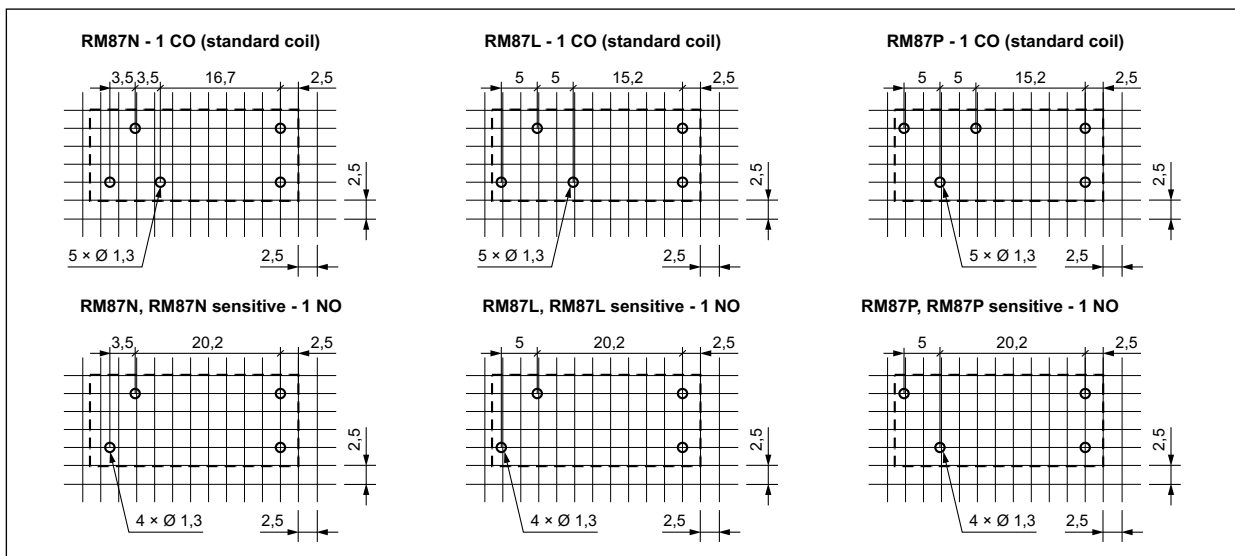 RM87N - 1 CO (standard coil)
3,5 3,5 16,7 2,5
2,5
5 × Ø 1,3
2,5
RM87L - 1 CO (standard coil)
5 5 15,2 2,5
2,5
5 × Ø 1,3
2,5
RM87P - 1 CO (standard coil)
5 5 15,2 2,5
2,5
5 × Ø 1,3
2,5
RM87N, RM87N sensitive - 1 NO
3,5 20,2 2,5
2,5
4 × Ø 1,3
2,5
RM87L, RM87L sensitive - 1 NO
5 20,2 2,5
2,5
4 × Ø 1,3
2,5
RM87P, RM87P sensitive - 1 NO
5 20,2 2,5
2,5
4 × Ø 1,3
2,5